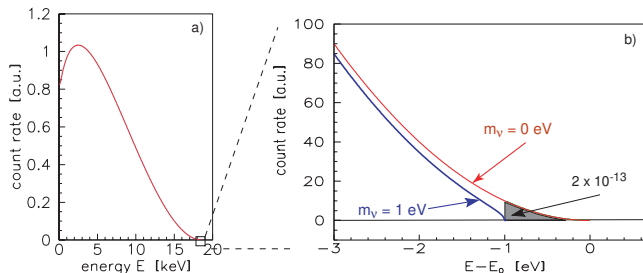 a)
count rate [a.u.]
1.2
1
0.8
0.6
0.4
0.2
0
0 5 10 15 20
energy E [keV]
b)
count rate [a.u.]
100
80
60
40
20
0
mν = 0 eV
2 x 10-13
mν = 1 eV
−3 −2 −1 0
E−E₀ [eV]